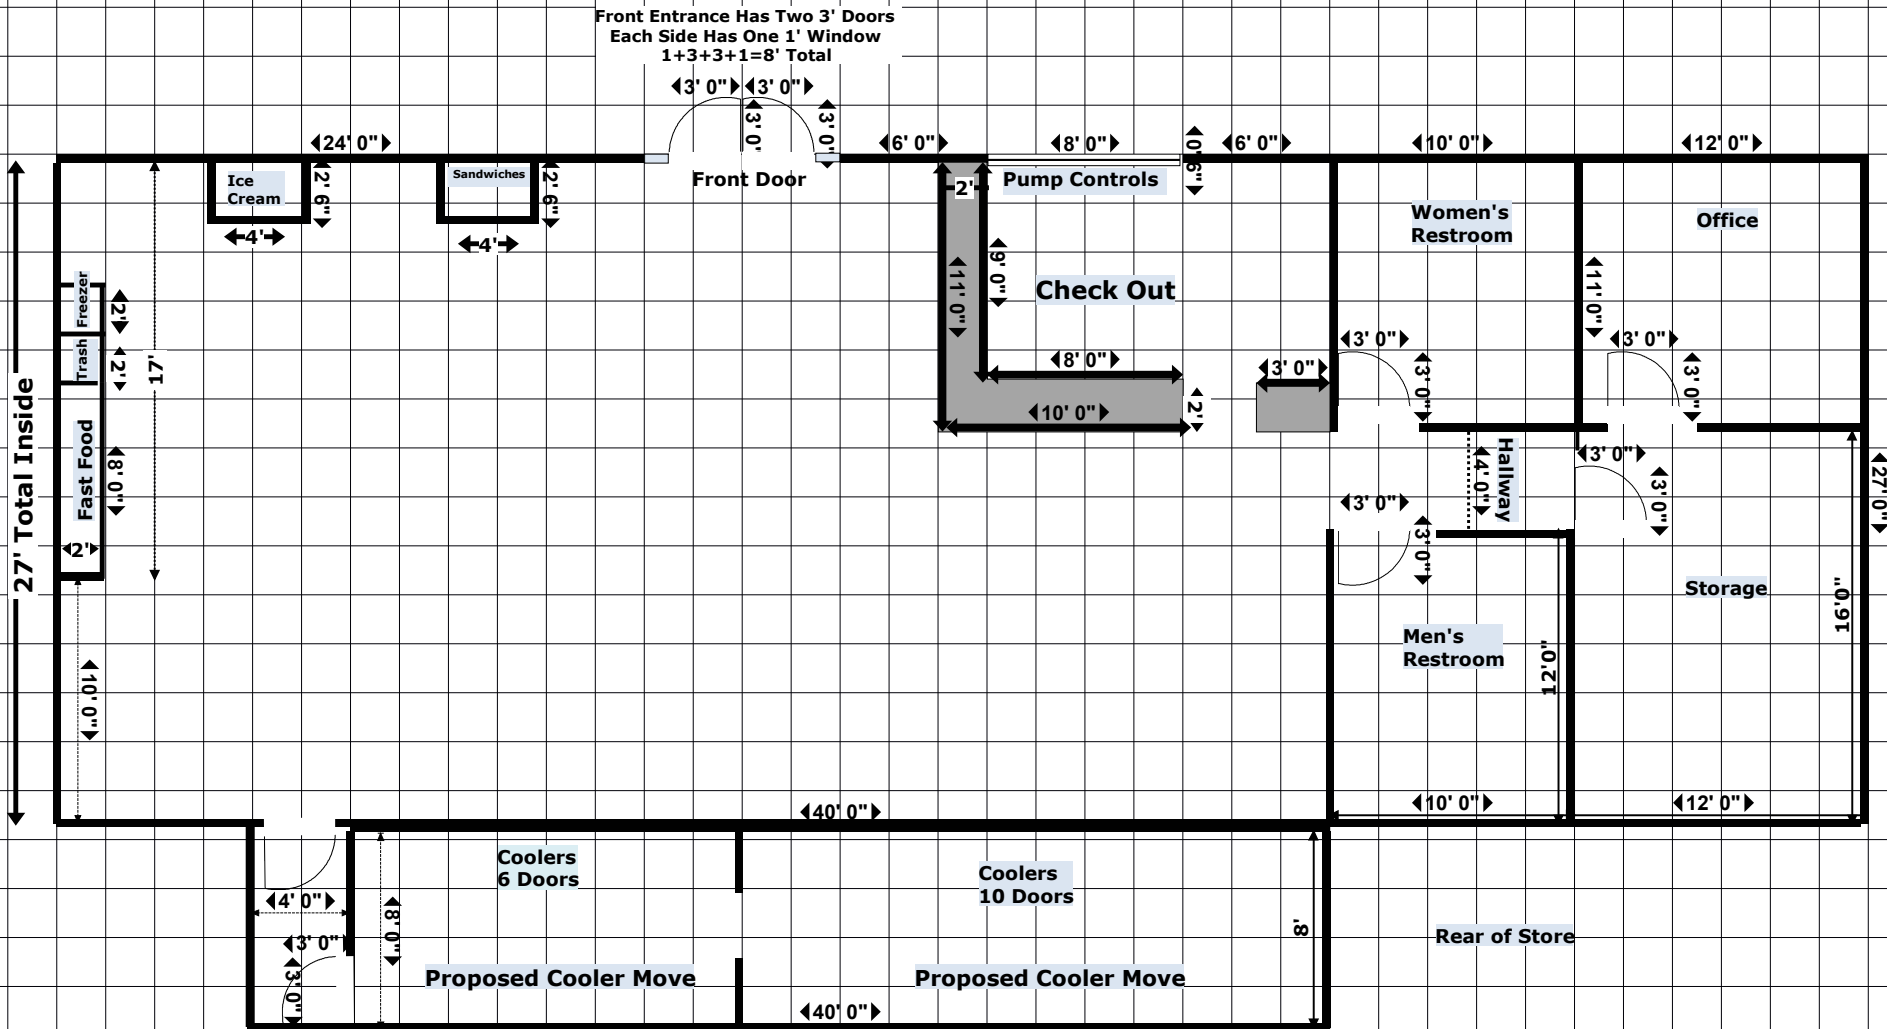 Front Entrance Has Two 3' Doors
Each Side Has One 1' Window
1+3+3+1=8' Total
3' 0"
3' 0"
3' 0"
3' 0"
24' 0"
6' 0"
8' 0"
0' 6"
6' 0"
10' 0"
12' 0"
Ice
Cream
2' 6"
4'
Sandwiches
2' 6"
4'
Front Door
2'
Pump Controls
11' 0"
9' 0"
Check Out
8' 0"
10' 0"
2'
3' 0"
Women's
Restroom
3' 0"
3' 0"
Office
11' 0"
3' 0"
3' 0"
27' Total Inside
17'
Freezer
2'
Trash
2'
Fast Food
8' 0"
2'
10' 0"
Hallway
4' 0"
3' 0"
3' 0"
3' 0"
3' 0"
27' 0"
Storage
16'0"
Men's
Restroom
12'0"
10' 0"
12' 0"
40' 0"
Coolers
6 Doors
Coolers
10 Doors
4' 0"
3' 0"
3' 0"
8' 0"
8'
Rear of Store
Proposed Cooler Move
Proposed Cooler Move
40' 0"